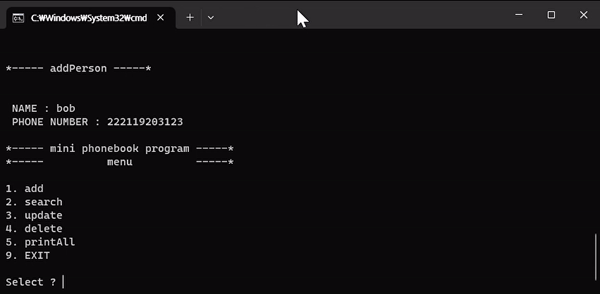 C:₩Windows₩System32₩cmd
*----- addPerson -----*
NAME : bob
PHONE NUMBER : 222119203123
*----- mini phonebook program -----*
*-----          menu          -----*
1. add
2. search
3. update
4. delete
5. printAll
9. EXIT
Select ?